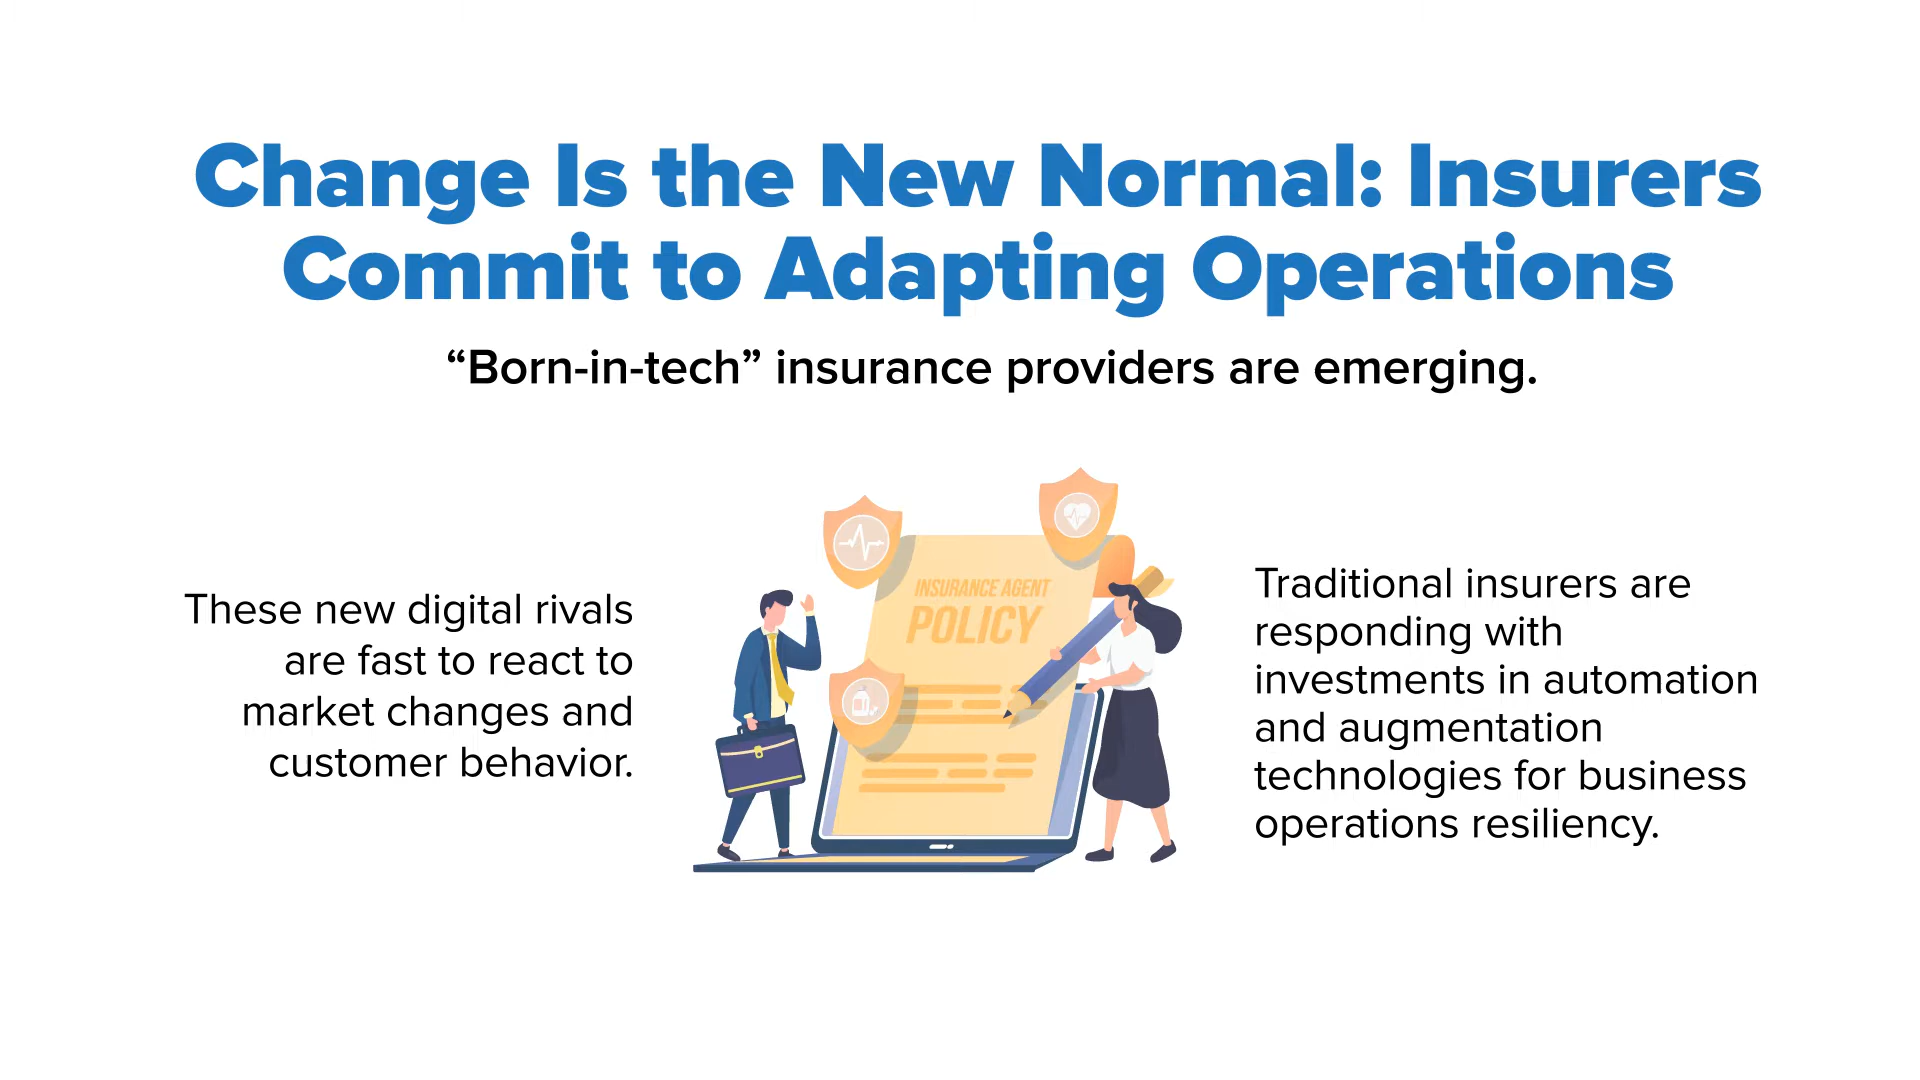 Change Is the New Normal: Insurers
Commit to Adapting Operations
“Born-in-tech” insurance providers are emerging.
These new digital rivals
are fast to react to
market changes and
customer behavior.
INSURANCE AGENT
POLICY
Traditional insurers are
responding with
investments in automation
and augmentation
technologies for business
operations resiliency.